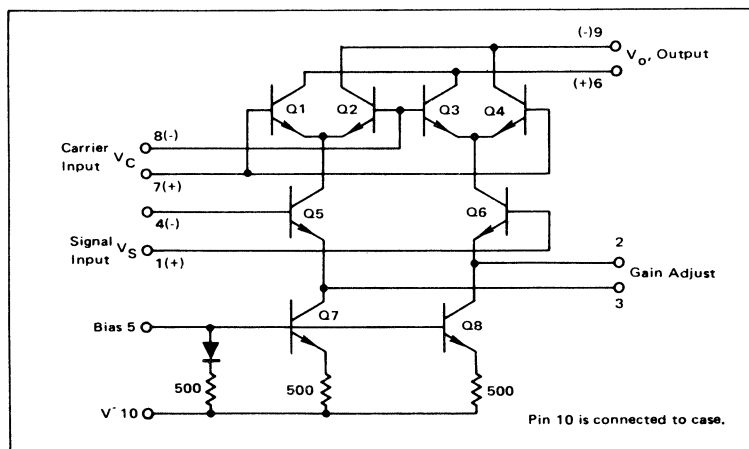 (-)9
Vo, Output
(+)6
Q1
Q2
Q3
Q4
Carrier Input VC
8(-)
7(+)
Q5
Q6
4(-)
Signal Input VS
1(+)
2
Gain Adjust
3
Bias 5
Q7
Q8
500
500
500
V- 10
Pin 10 is connected to case.